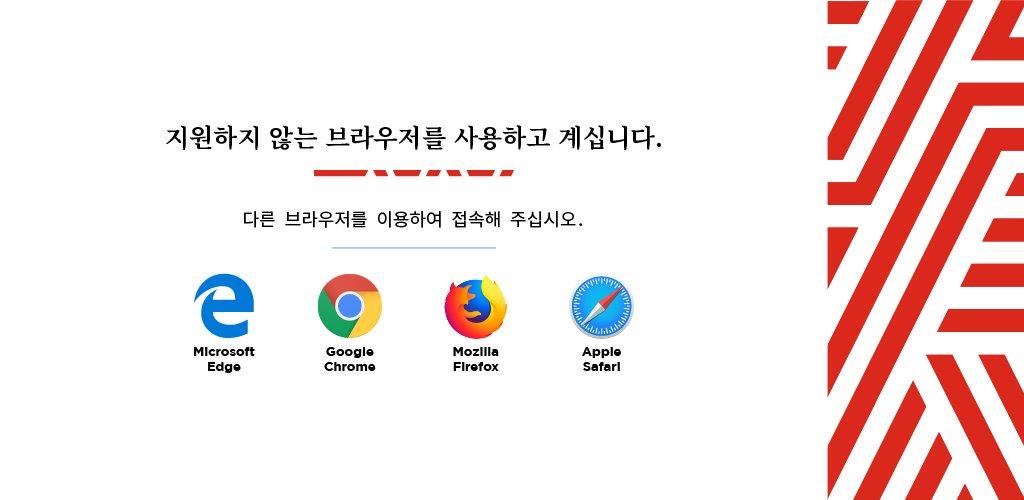 지원하지 않는 브라우저를 사용하고 계십니다.
다른 브라우저를 이용하여 접속해 주십시오.
Microsoft Edge
Google Chrome
Mozilla Firefox
Apple Safari